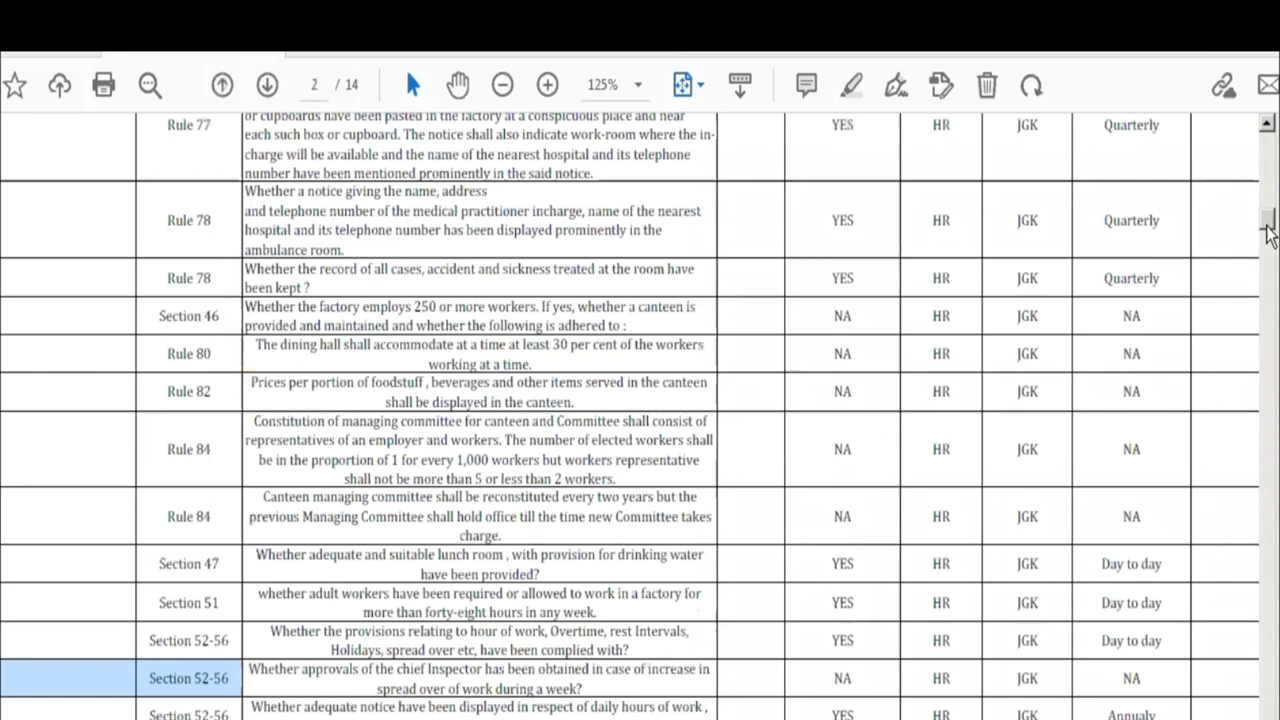 2 / 14 125%
or cupboards have been pasted in the factory at a conspicuous place and near
Rule 77 each such box or cupboard. The notice shall also indicate work-room where the in- YES HR JGK Quarterly
charge will be available and the name of the nearest hospital and its telephone
number have been mentioned prominently in the said notice.
Whether a notice giving the name, address
Rule 78 and telephone number of the medical practitioner incharge, name of the nearest YES HR JGK Quarterly
hospital and its telephone number has been displayed prominently in the
ambulance room.
Rule 78 Whether the record of all cases, accident and sickness treated at the room have YES HR JGK Quarterly
been kept ?
Section 46 Whether the factory employs 250 or more workers. If yes, whether a canteen is NA HR JGK NA
provided and maintained and whether the following is adhered to :
Rule 80 The dining hall shall accommodate at a time at least 30 per cent of the workers NA HR JGK NA
working at a time.
Rule 82 Prices per portion of foodstuff , beverages and other items served in the canteen NA HR JGK NA
shall be displayed in the canteen.
Constitution of managing committee for canteen and Committee shall consist of
Rule 84 representatives of an employer and workers. The number of elected workers shall NA HR JGK NA
be in the proportion of 1 for every 1,000 workers but workers representative
shall not be more than 5 or less than 2 workers.
Canteen managing committee shall be reconstituted every two years but the
Rule 84 previous Managing Committee shall hold office till the time new Committee takes NA HR JGK NA
charge.
Section 47 Whether adequate and suitable lunch room , with provision for drinking water YES HR JGK Day to day
have been provided?
Section 51 whether adult workers have been required or allowed to work in a factory for YES HR JGK Day to day
more than forty-eight hours in any week.
Section 52-56 Whether the provisions relating to hour of work, Overtime, rest Intervals, YES HR JGK Day to day
Holidays, spread over etc, have been complied with?
Section 52-56 Whether approvals of the chief Inspector has been obtained in case of increase in NA HR JGK NA
spread over of work during a week?
Section 52-56 Whether adequate notice have been displayed in respect of daily hours of work , YES HR JGK Annualy